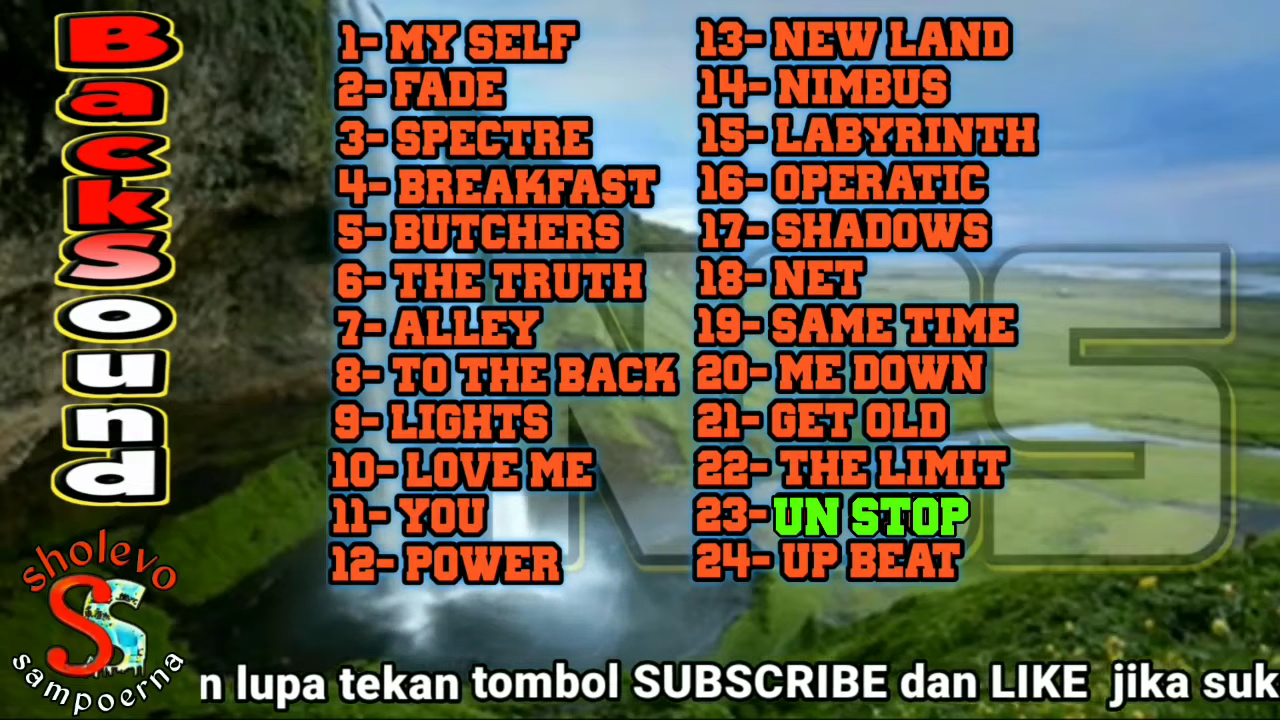 Backsound
1- MY SELF
2- FADE
3- SPECTRE
4- BREAKFAST
5- BUTCHERS
6- THE TRUTH
7- ALLEY
8- TO THE BACK
9- LIGHTS
10- LOVE ME
11- YOU
12- POWER
13- NEW LAND
14- NIMBUS
15- LABYRINTH
16- OPERATIC
17- SHADOWS
18- NET
19- SAME TIME
20- ME DOWN
21- GET OLD
22- THE LIMIT
23- UN STOP
24- UP BEAT
sholevo
SS
sampoerna
n lupa tekan tombol SUBSCRIBE dan LIKE jika suk